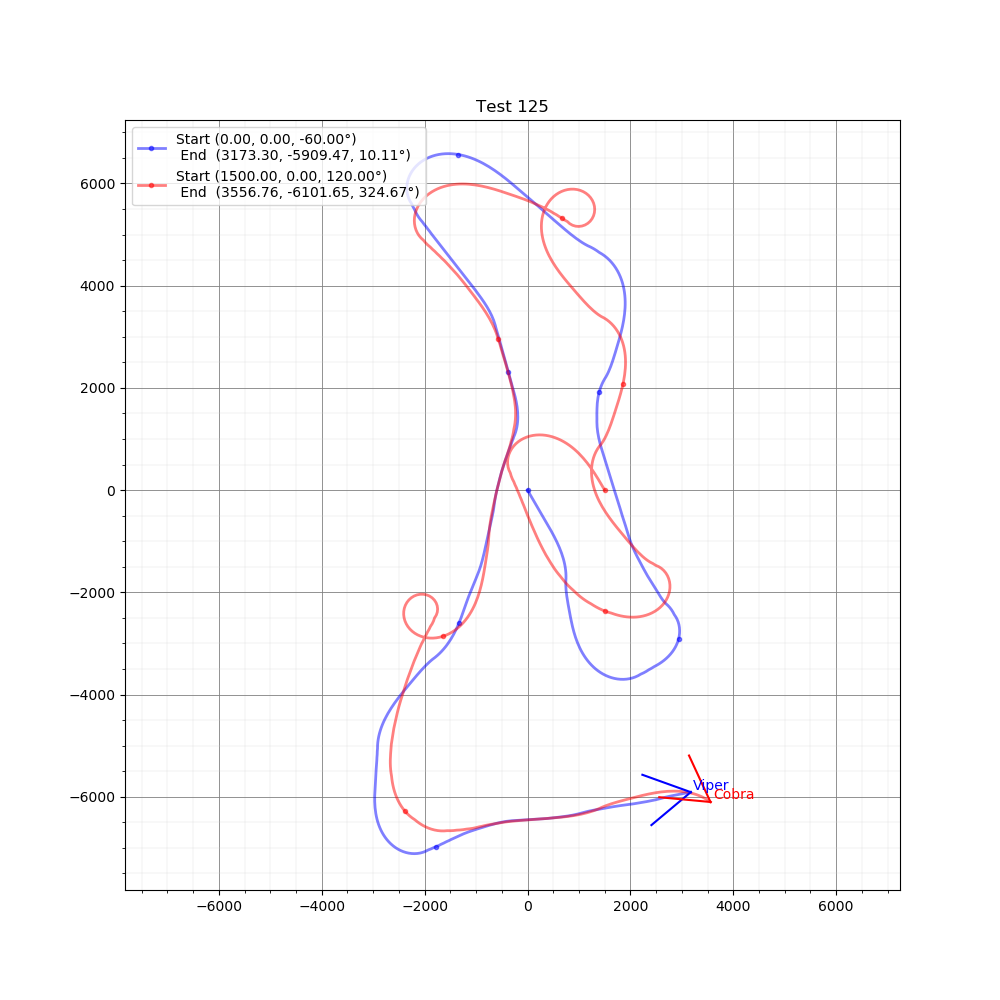 Test 125
Start (0.00, 0.00, -60.00°)
End  (3173.30, -5909.47, 10.11°)
Start (1500.00, 0.00, 120.00°)
End  (3556.76, -6101.65, 324.67°)
6000
4000
2000
0
−2000
−4000
−6000
Viper
Cobra
−6000 −4000 −2000 0 2000 4000 6000